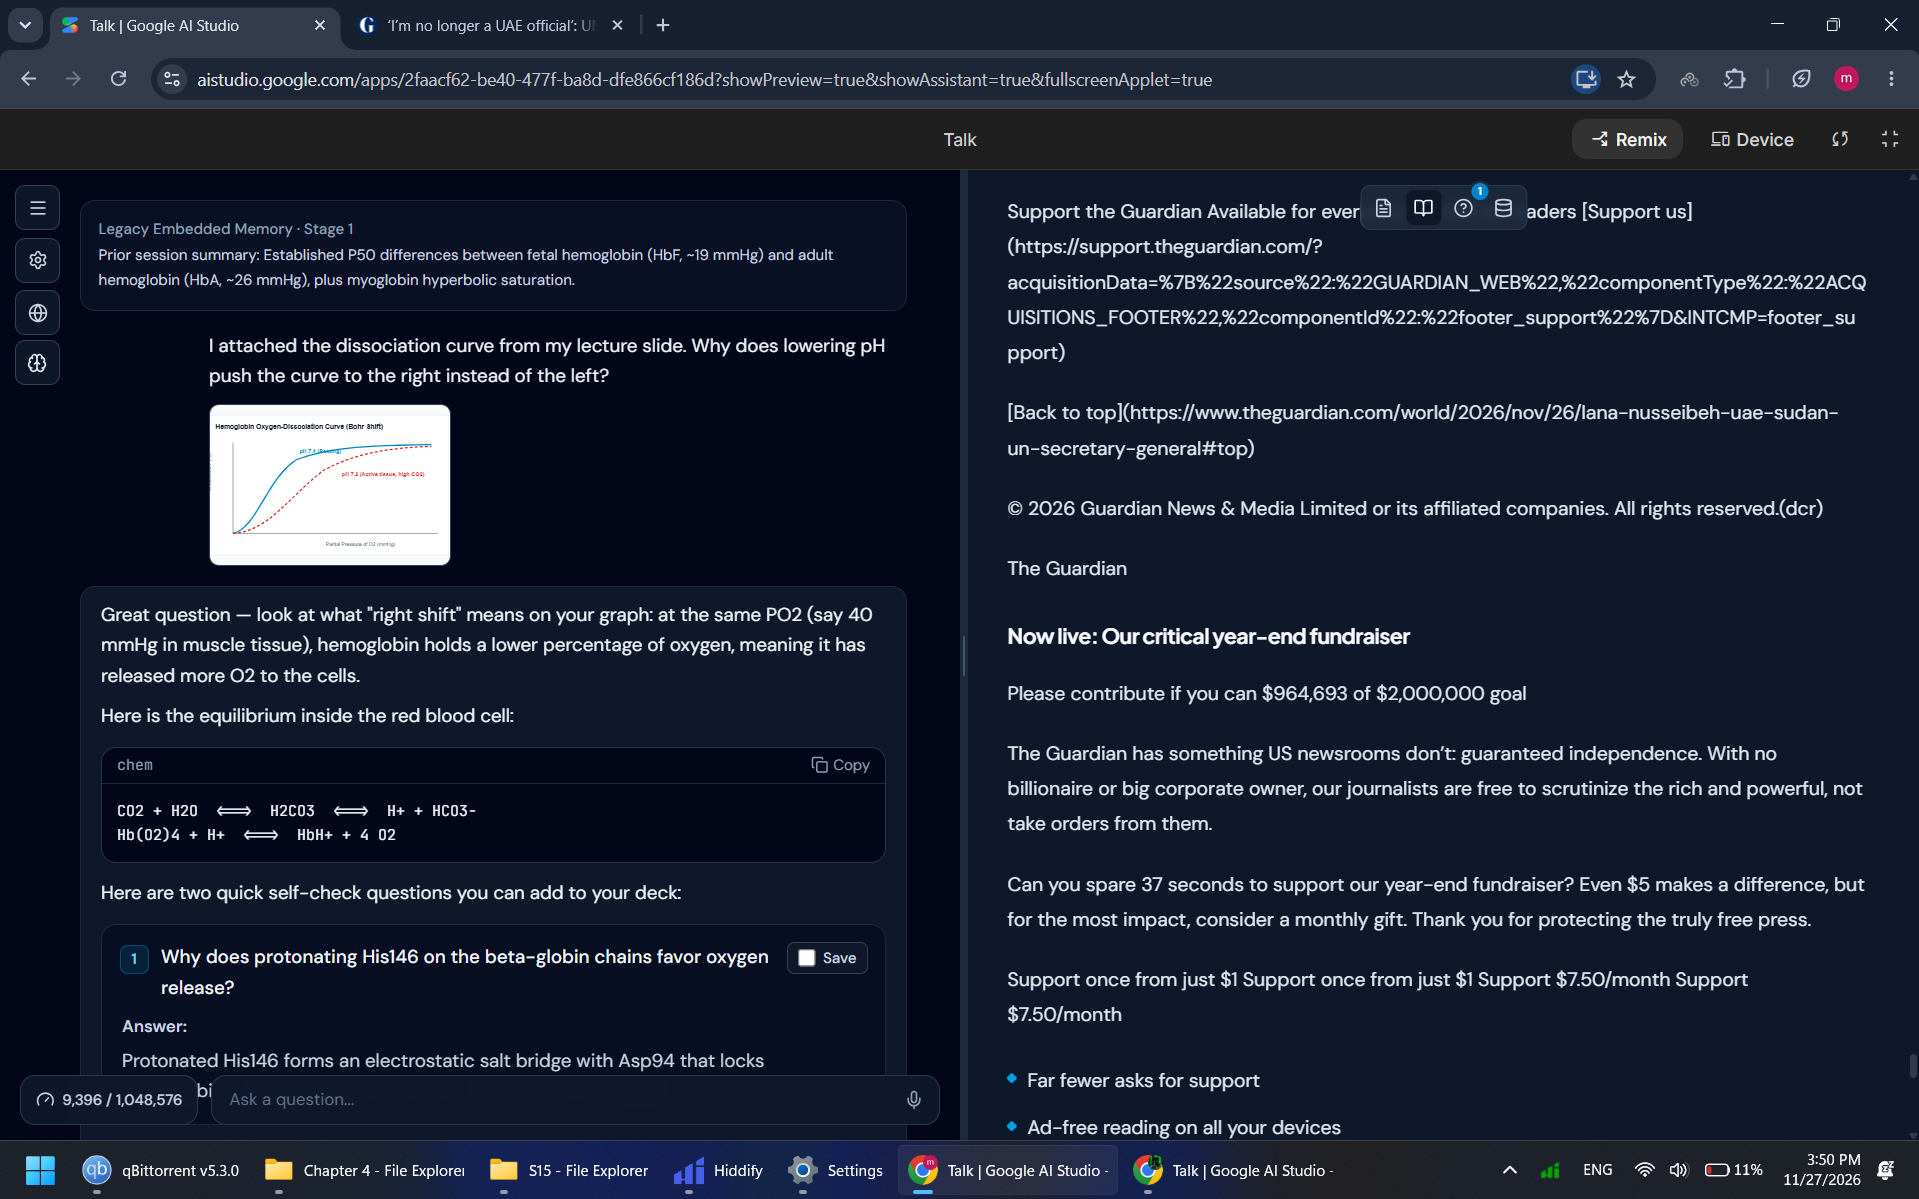 Talk | Google AI Studio
'I'm no longer a UAE official': U
aistudio.google.com/apps/2faacf62-be40-477f-ba8d-dfe866cf186d?showPreview=true&showAssistant=true&fullscreenApplet=true
m
Talk
Remix
Device
Legacy Embedded Memory · Stage 1
Prior session summary: Established P50 differences between fetal hemoglobin (HbF, ~19 mmHg) and adult
hemoglobin (HbA, ~26 mmHg), plus myoglobin hyperbolic saturation.
I attached the dissociation curve from my lecture slide. Why does lowering pH
push the curve to the right instead of the left?
Hemoglobin Oxygen-Dissociation Curve (Bohr Shift)
pH 7.4 (Resting)
pH 7.2 (Active tissue, high CO2)
Partial Pressure of O2 (mmHg)
Great question — look at what "right shift" means on your graph: at the same PO2 (say 40
mmHg in muscle tissue), hemoglobin holds a lower percentage of oxygen, meaning it has
released more O2 to the cells.
Here is the equilibrium inside the red blood cell:
chem
Copy
CO2 + H2O ⟺ H2CO3 ⟺ H+ + HCO3-
Hb(O2)4 + H+ ⟺ HbH+ + 4 O2
Here are two quick self-check questions you can add to your deck:
1
Why does protonating His146 on the beta-globin chains favor oxygen
release?
Save
Answer:
Protonated His146 forms an electrostatic salt bridge with Asp94 that locks
bi
9,396 / 1,048,576
Ask a question...
1
Support the Guardian Available for ever
aders [Support us]
(https://support.theguardian.com/?
acquisitionData=%7B%22source%22:%22GUARDIAN_WEB%22,%22componentType%22:%22ACQ
UISITIONS_FOOTER%22,%22componentId%22:%22footer_support%22%7D&INTCMP=footer_su
pport)
[Back to top](https://www.theguardian.com/world/2026/nov/26/lana-nusseibeh-uae-sudan-
un-secretary-general#top)
© 2026 Guardian News & Media Limited or its affiliated companies. All rights reserved.(dcr)
The Guardian
Now live: Our critical year-end fundraiser
Please contribute if you can $964,693 of $2,000,000 goal
The Guardian has something US newsrooms don’t: guaranteed independence. With no
billionaire or big corporate owner, our journalists are free to scrutinize the rich and powerful, not
take orders from them.
Can you spare 37 seconds to support our year-end fundraiser? Even $5 makes a difference, but
for the most impact, consider a monthly gift. Thank you for protecting the truly free press.
Support once from just $1 Support once from just $1 Support $7.50/month Support
$7.50/month
Far fewer asks for support
Ad-free reading on all your devices
qb
qBittorrent v5.3.0
Chapter 4 - File Explorer
S15 - File Explorer
Hiddify
Settings
m
Talk | Google AI Studio -
Talk | Google AI Studio -
ENG
11%
3:50 PM
11/27/2026